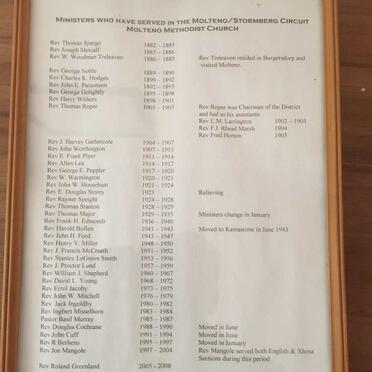 MINISTERS WHO HAVE SERVED IN THE MOLTENO/STORMBERG CIRCUIT
MOLTENO METHODIST CHURCH
Rev Thomas Spargo 1882 - 1885
Rev Joseph Metcalf 1885 - 1886
Rev W. Woodman Treleaven 1886 - 1889 Rev Treleaven resided in Burgersdorp and
visited Molteno.
Rev George Noble 1889 - 1890
Rev Charles K. Hodges 1890 - 1892
Rev John E. Parsonson 1892 - 1895
Rev George Golightly 1895 - 1898
Rev Harry Withers 1898 - 1901
Rev Thomas Roper 1901 - 1905 Rev Roper was Chairman of the District
and had as his assistants
Rev L.M. Larrington 1902 - 1903
Rev F.J. Rhead Marsh 1904
Rev Fred Horton 1905
Rev J. Harvey Gathercole 1904 - 1907
Rev John Worthington 1907 - 1911
Rev E. Frank Piper 1911 - 1914
Rev Allen Lea 1914 - 1917
Rev George E. Peppler 1917 - 1920
Rev W. Warmington 1920 - 1921
Rev John W. Househam 1921 - 1924
Rev E. Douglas Stores 1923 Relieving
Rev Rayner Speight 1924 - 1928
Rev Thomas Stanton 1928 - 1929
Rev Thomas Major 1929 - 1935 Ministers change in January
Rev Frank H. Edmonds 1936 - 1940
Rev Harold Bollen 1941 - 1943 Moved to Kamastone in June 1943
Rev John H. Ford 1943 - 1947
Rev Henry V. Miller 1948 - 1950
Rev J. Francis McCreath 1951 - 1952
Rev Stanley LeGrove Smith 1953 - 1956
Rev J. Proctor Lund 1957 - 1959
Rev William J. Shepherd 1960 - 1967
Rev David L. Young 1968 - 1972
Rev Errol Jacoby 1973 - 1975
Rev John W. Mitchell 1976 - 1979
Rev Jack Ingoldby 1980 - 1982
Rev Ingbert Misselhorn 1983 - 1984
Pastor Basil Murray 1985 - 1987
Rev Douglas Cochrane 1988 - 1990 Moved in June
Rev John Cuff 1991 - 1994 Moved in June
Rev R Berhens 1995 - 1997 Moved in January
Rev Joe Mangole 1997 - 2004 Rev Mangole served both English & Xhosa
Sections during this period
Rev Roland Greenland 2005 - 2008